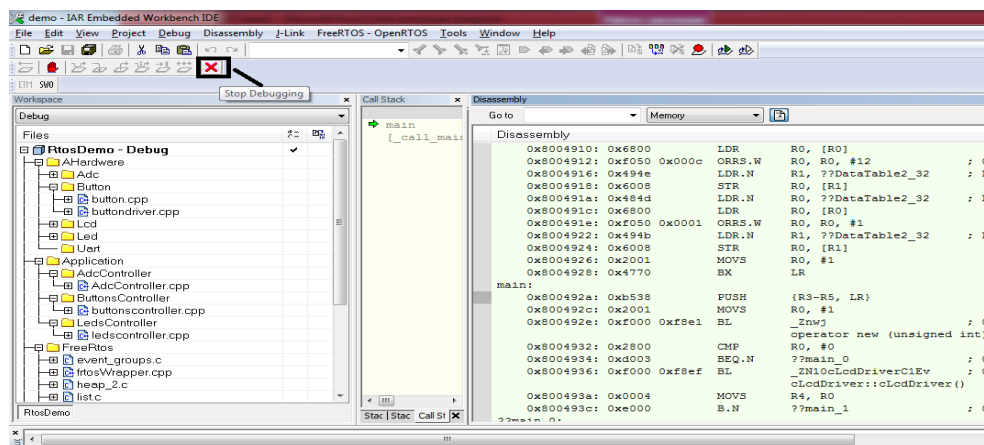 demo - IAR Embedded Workbench IDE
File Edit View Project Debug Disassembly J-Link FreeRTOS - OpenRTOS Tools Window Help
ETM SWO
Stop Debugging
Workspace
Debug
Files
RtosDemo - Debug
AHardware
Adc
Button
button.cpp
buttondriver.cpp
Lcd
Led
Uart
Application
AdcController
AdcController.cpp
ButtonsController
buttonscontroller.cpp
LedsController
ledscontroller.cpp
FreeRtos
event_groups.c
frtosWrapper.cpp
heap_2.c
list.c
RtosDemo
Call Stack
main
[_call_mai
Stac Stac Call St
Disassembly
Go to Memory
Disassembly
0x8004910: 0x6800 LDR R0, [R0]
0x8004912: 0xf050 0x000c ORRS.W R0, R0, #12 ;
0x8004916: 0x494e LDR.N R1, ??DataTable2_32 ;
0x8004918: 0x6008 STR R0, [R1]
0x800491a: 0x484d LDR.N R0, ??DataTable2_32 ;
0x800491c: 0x6800 LDR R0, [R0]
0x800491e: 0xf050 0x0001 ORRS.W R0, R0, #1
0x8004922: 0x494b LDR.N R1, ??DataTable2_32 ;
0x8004924: 0x6008 STR R0, [R1]
0x8004926: 0x2001 MOVS R0, #1
0x8004928: 0x4770 BX LR
main:
0x800492a: 0xb538 PUSH {R3-R5, LR}
0x800492c: 0x2001 MOVS R0, #1
0x800492e: 0xf000 0xf8e1 BL _Znwj ;
operator new (unsigned int)
0x8004932: 0x2800 CMP R0, #0
0x8004934: 0xd003 BEQ.N ??main_0 ;
0x8004936: 0xf000 0xf8ef BL _ZN10cLcdDriverC1Ev ;
cLcdDriver::cLcdDriver()
0x800493a: 0x0004 MOVS R4, R0
0x800493c: 0xe000 B.N ??main_1 ;
??main_0: